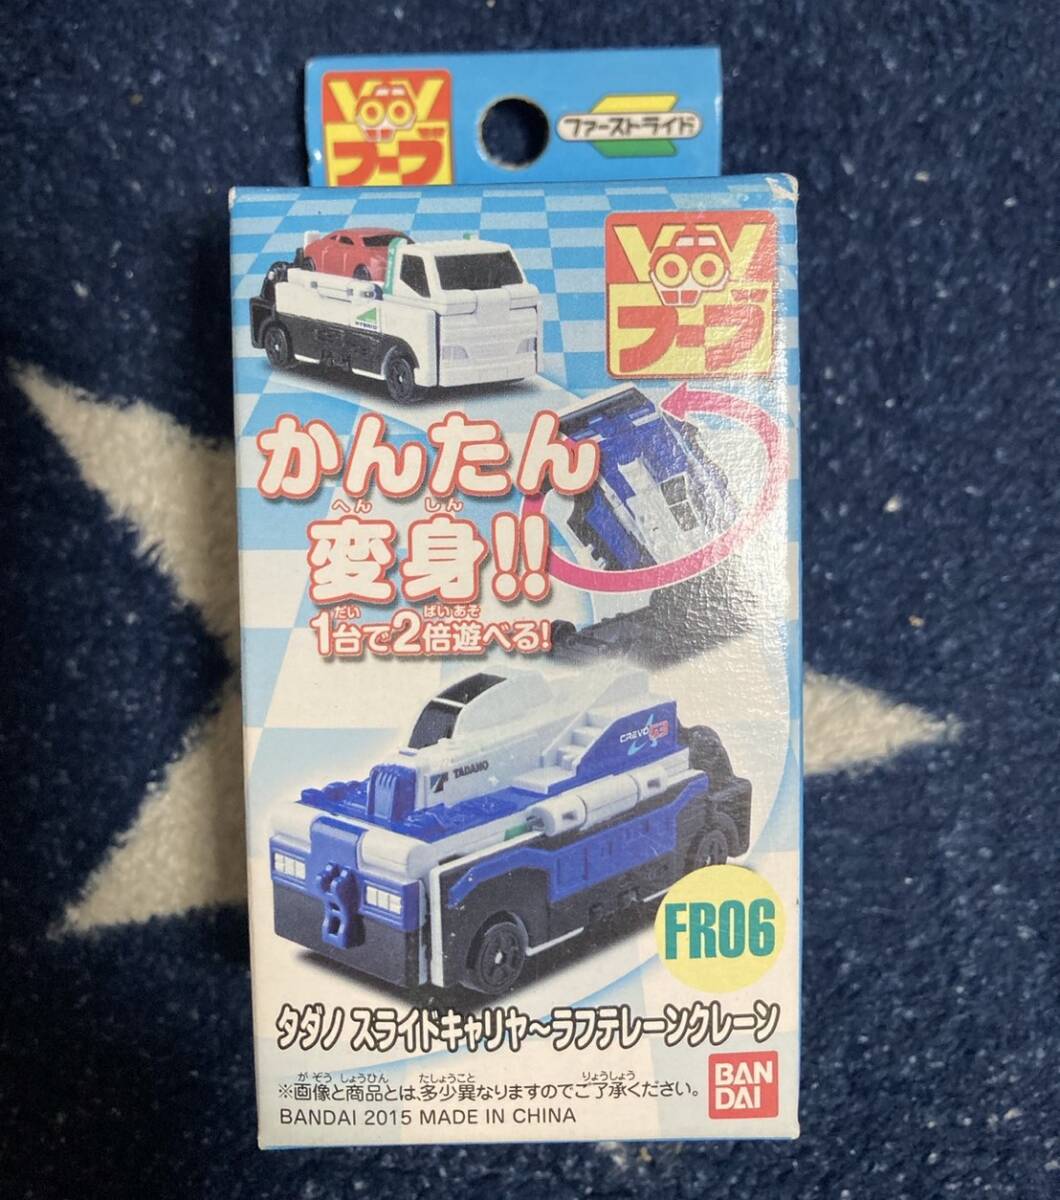 VooV
ブーブ
ファーストライド
VooV
ブーブ
HYBRID
かんたん
へんしん
変身!!
だい ばいあそ
1台で2倍遊べる!
CREVO G3
TADANO
FR06
タダノ スライドキャリヤ～ラフテレーンクレーン
がぞう しょうひん たしょうこと りょうしょう
※画像と商品とは、多少異なりますのでご了承ください。
BANDAI 2015 MADE IN CHINA
BAN
DAI